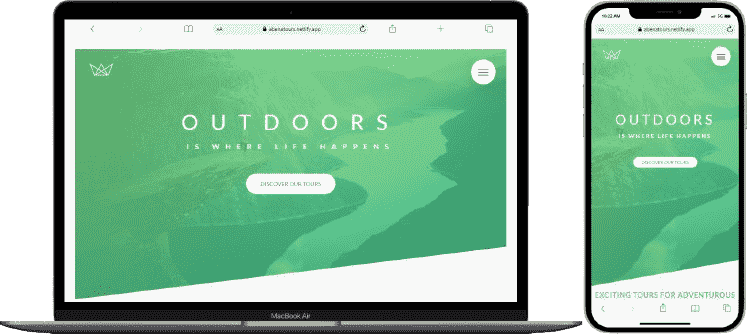 AA abenatours.netlify.app
OUTDOORS
IS WHERE LIFE HAPPENS
DISCOVER OUR TOURS
MacBook Air
10:22 AM 5G
AA abenatours.netlify.app
OUTDOORS
IS WHERE LIFE HAPPENS
DISCOVER OUR TOURS
EXCITING TOURS FOR ADVENTUROUS